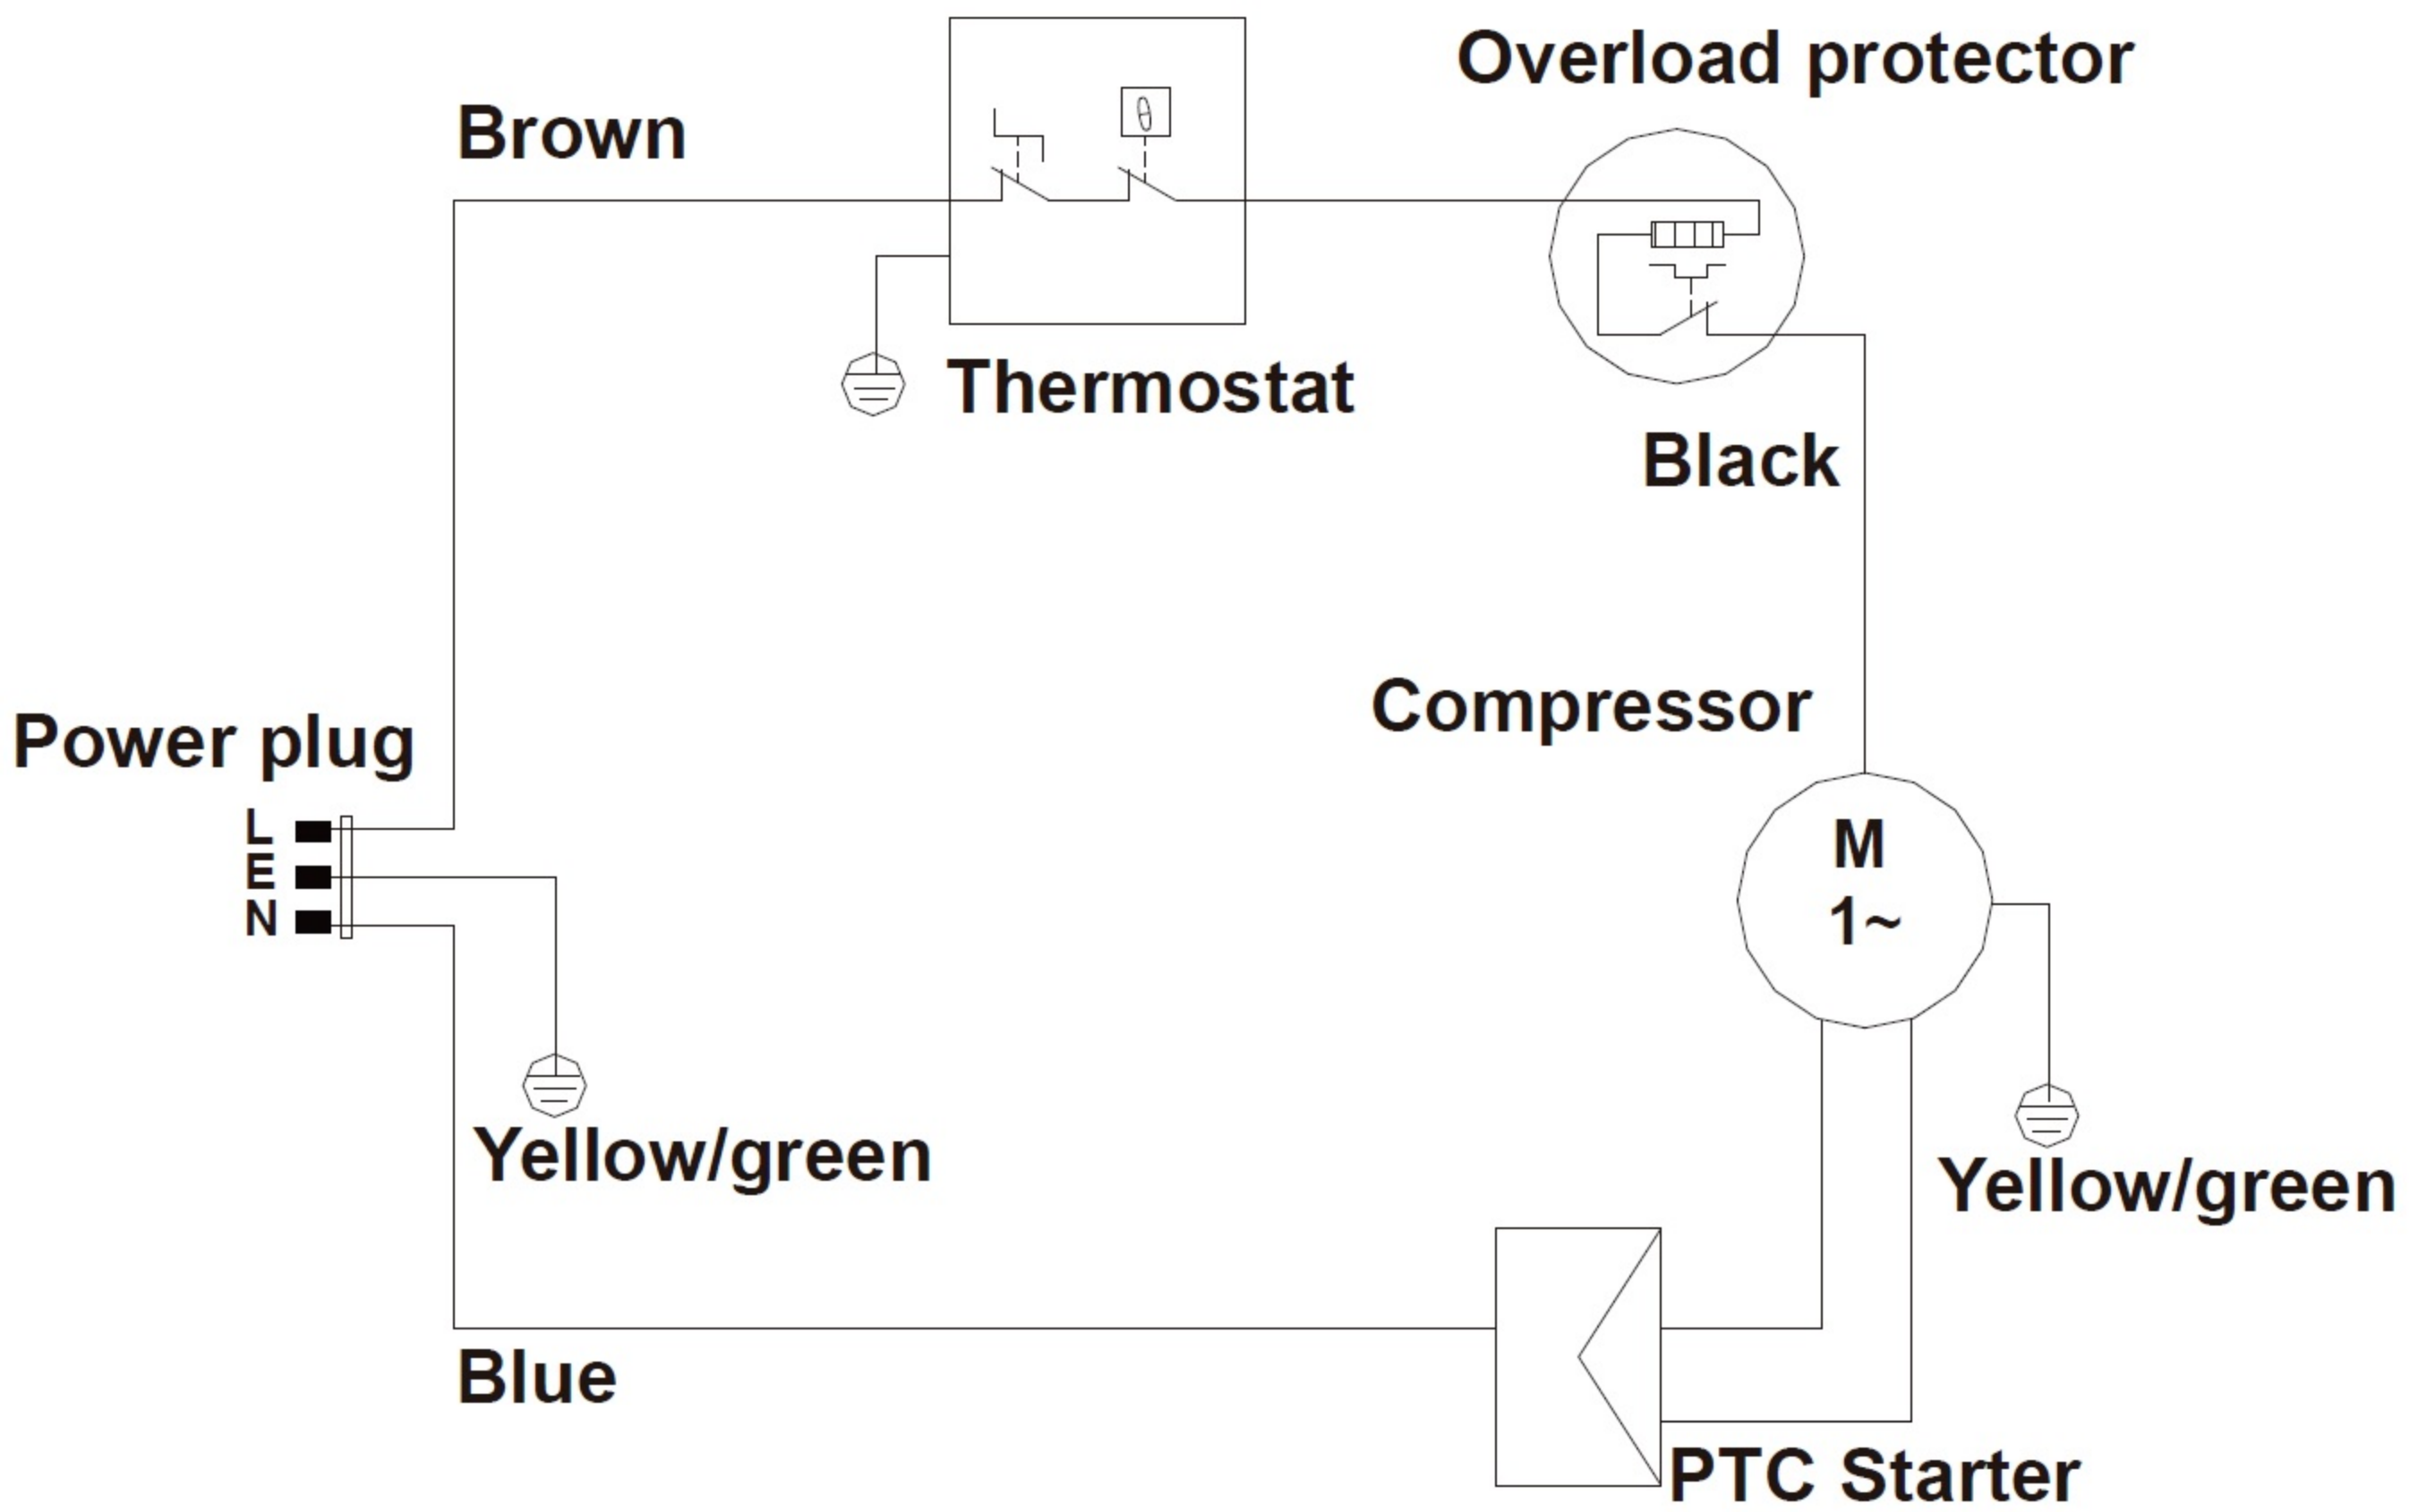 Overload protector
Brown
θ
Thermostat
Black
Compressor
Power plug
L
E
N
M
1~
Yellow/green
Yellow/green
Blue
PTC Starter